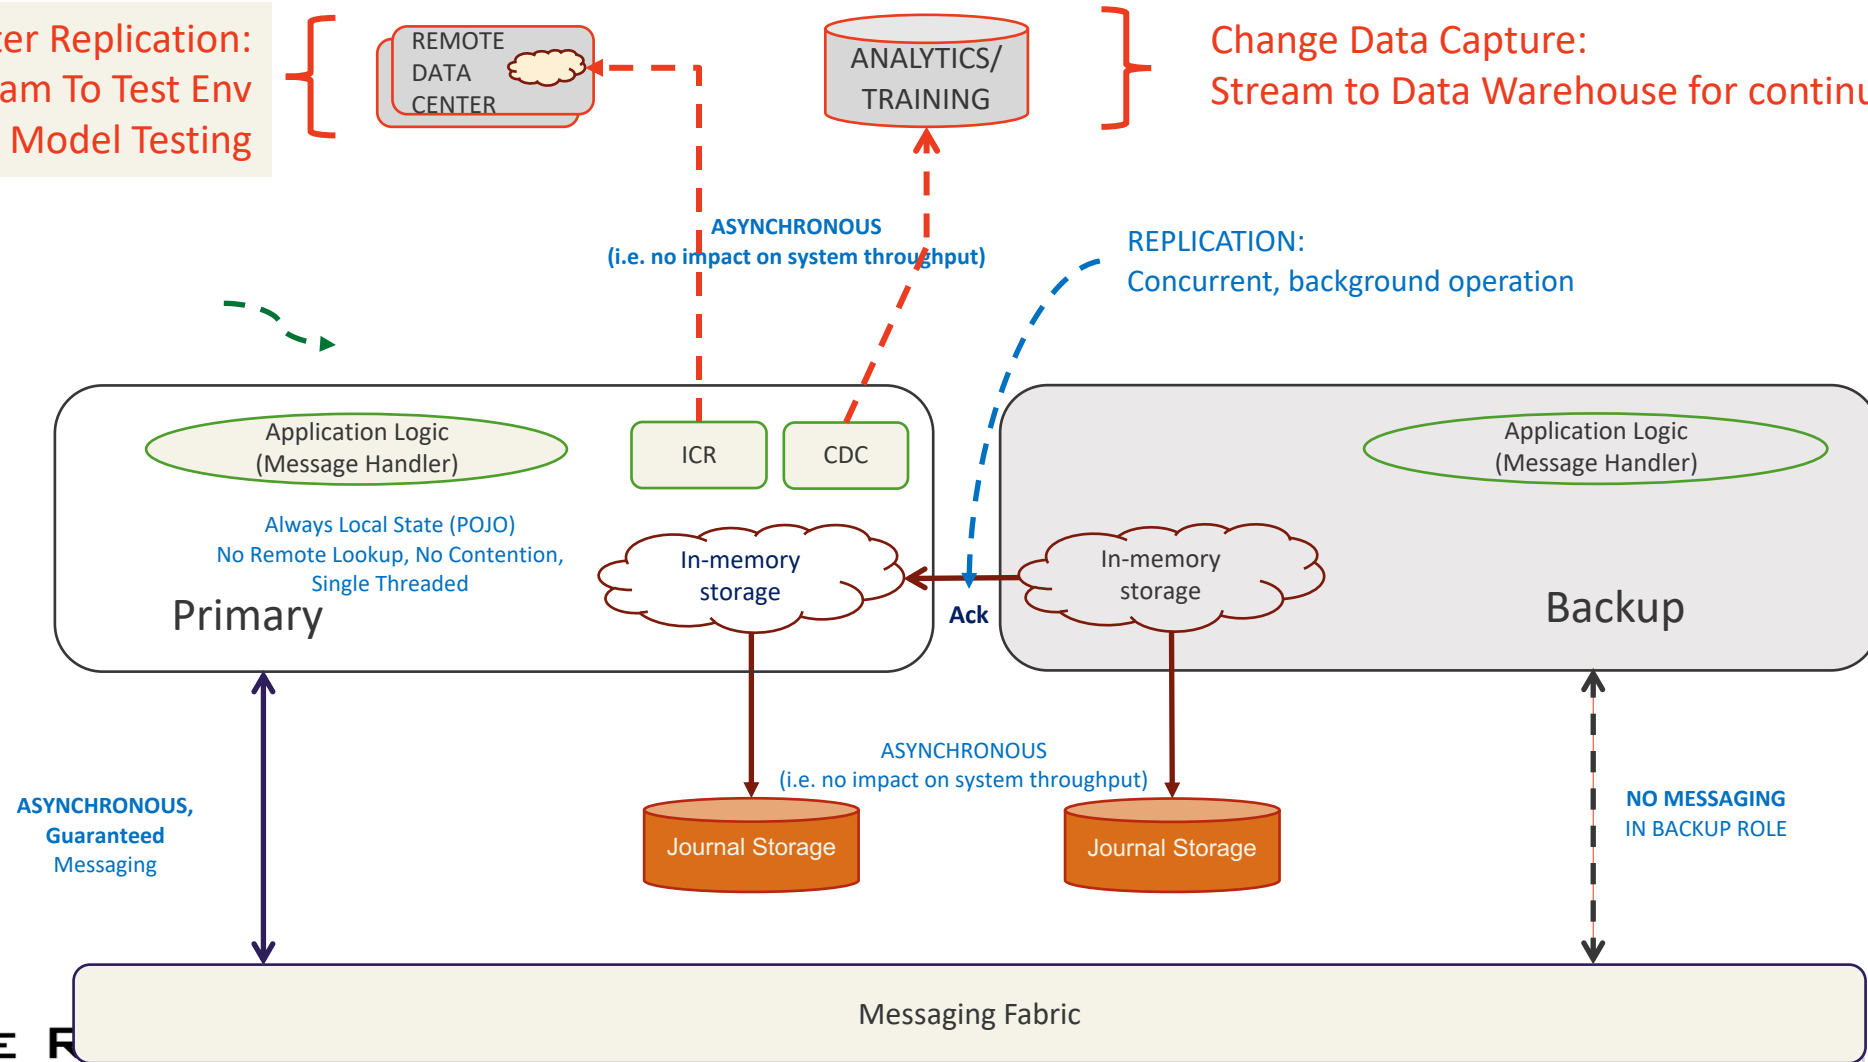 ter Replication:
am To Test Env
Model Testing
REMOTE
DATA
CENTER
ANALYTICS/
TRAINING
Change Data Capture:
Stream to Data Warehouse for continu
ASYNCHRONOUS
(i.e. no impact on system throughput)
REPLICATION:
Concurrent, background operation
Application Logic
(Message Handler)
ICR
CDC
Always Local State (POJO)
No Remote Lookup, No Contention,
Single Threaded
Primary
In-memory
storage
Ack
In-memory
storage
Application Logic
(Message Handler)
Backup
ASYNCHRONOUS,
Guaranteed
Messaging
ASYNCHRONOUS
(i.e. no impact on system throughput)
Journal Storage
Journal Storage
NO MESSAGING
IN BACKUP ROLE
Messaging Fabric
E R